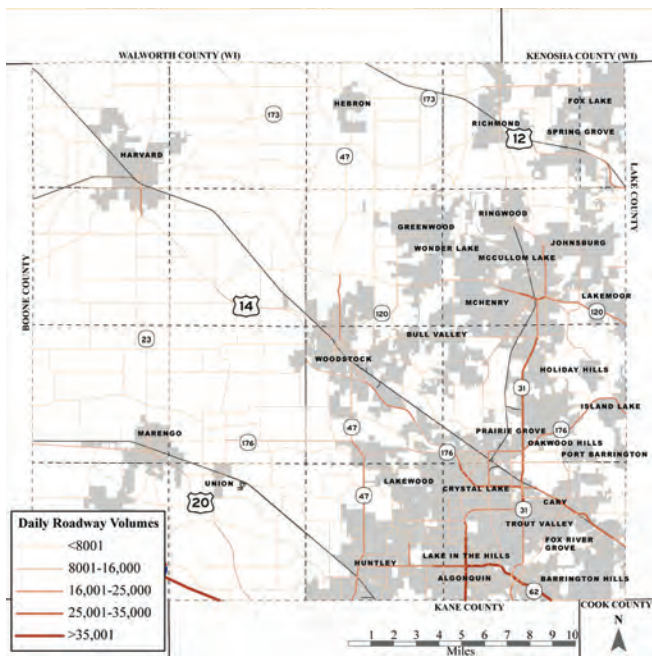 WALWORTH COUNTY (WI)
KENOSHA COUNTY (WI)
HEBRON
173
FOX LAKE
173
RICHMOND
SPRING GROVE
12
HARVARD
47
LAKE COUNTY
RINGWOOD
GREENWOOD
WONDER LAKE
JOHNSBURG
MCCULLOM LAKE
BOONE COUNTY
14
MCHENRY
LAKEMOOR
120
120
23
BULL VALLEY
WOODSTOCK
HOLIDAY HILLS
31
ISLAND LAKE
MARENGO
176
47
PRAIRIE GROVE
176
OAKWOOD HILLS
176
PORT BARRINGTON
UNION
20
LAKEWOOD
CRYSTAL LAKE
47
CARY
31
TROUT VALLEY
FOX RIVER
GROVE
HUNTLEY
LAKE IN THE HILLS
ALGONQUIN
BARRINGTON HILLS
62
KANE COUNTY
COOK COUNTY
Daily Roadway Volumes
<8001
8001-16,000
16,001-25,000
25,001-35,000
>35,001
1 2 3 4 5 6 7 8 9 10
Miles
N